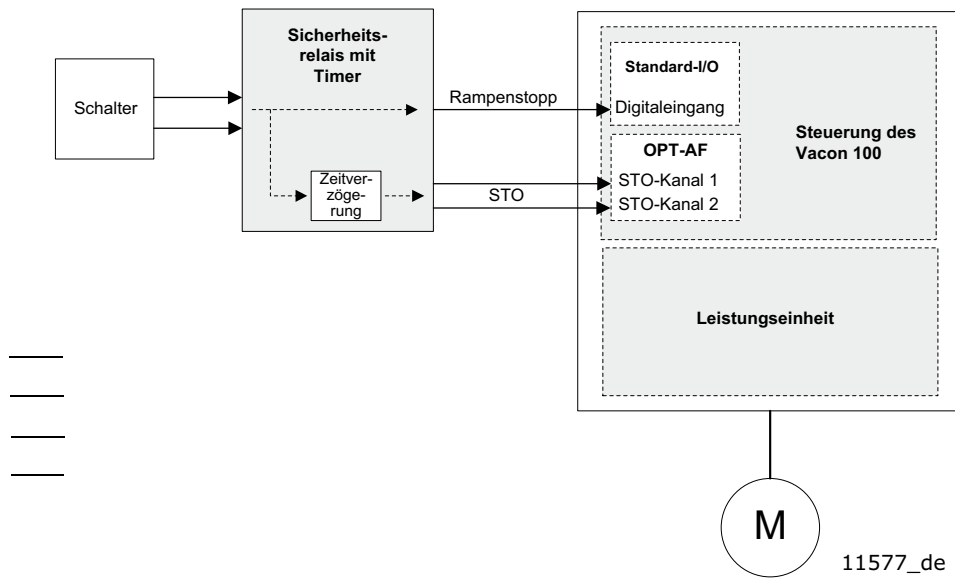 Schalter
Sicherheits-
relais mit
Timer
Zeitver-
zöge-
rung
Rampenstopp
STO
Standard-I/O
Digitaleingang
OPT-AF
STO-Kanal 1
STO-Kanal 2
Steuerung des
Vacon 100
Leistungseinheit
M
11577_de